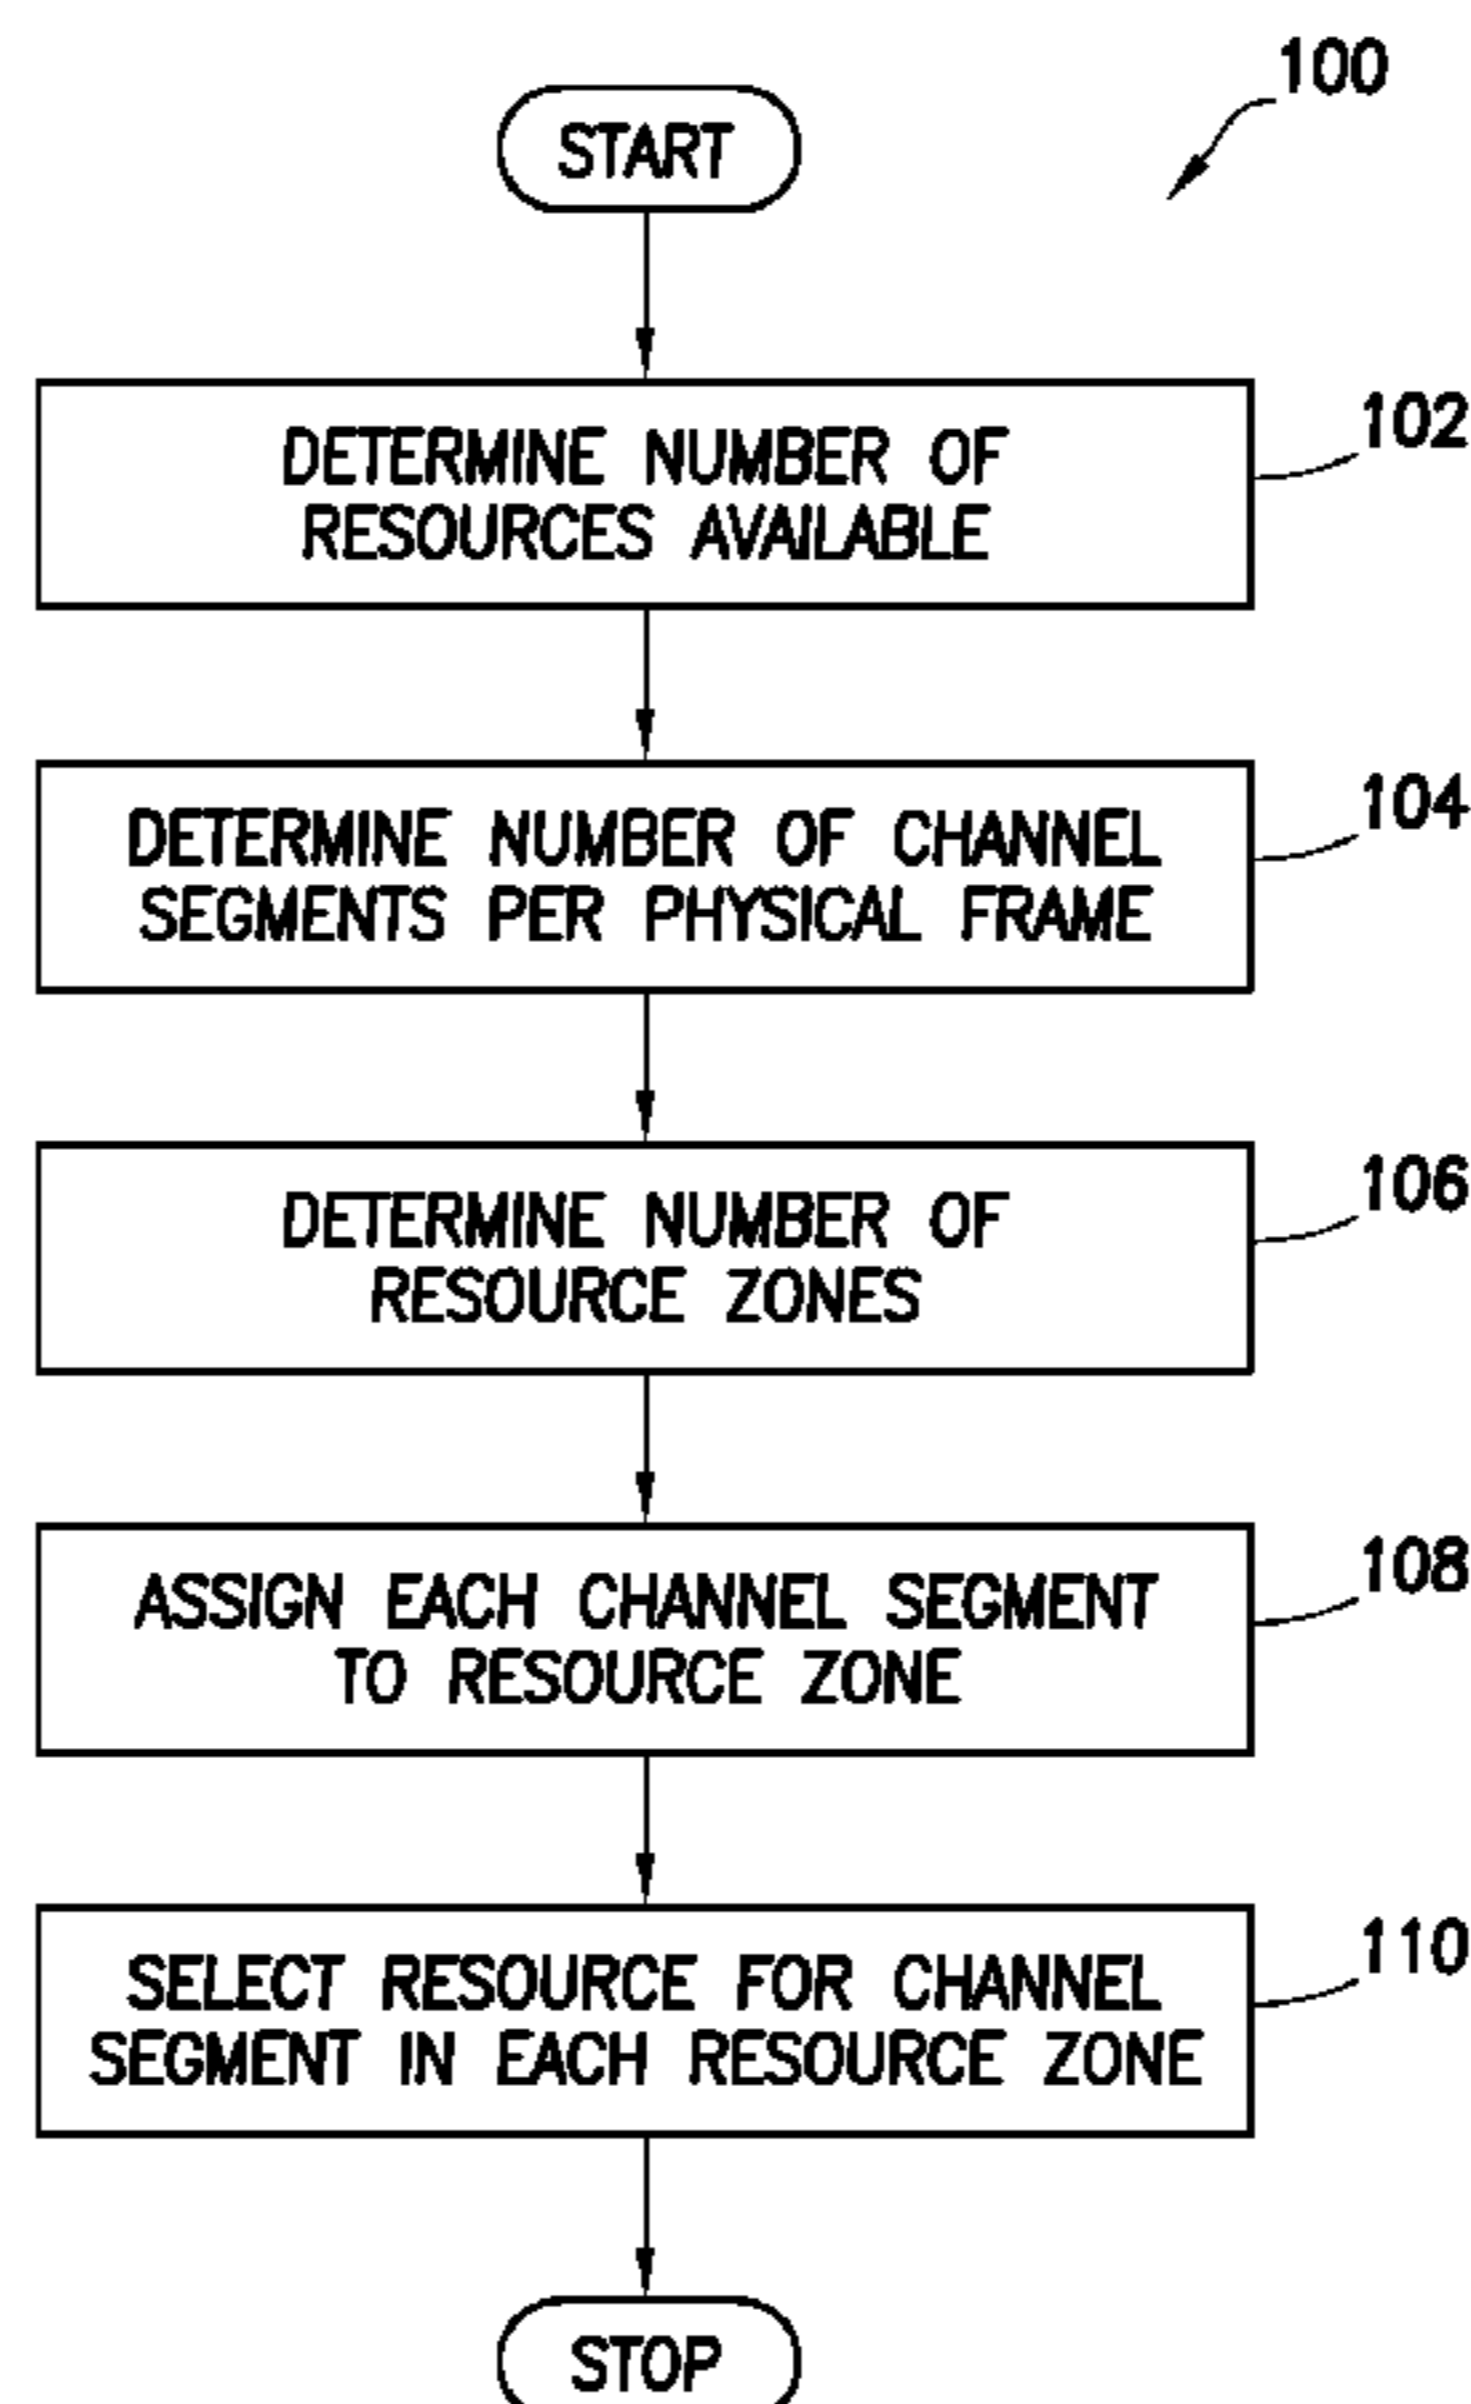 100
START
DETERMINE NUMBER OF
RESOURCES AVAILABLE
102
DETERMINE NUMBER OF CHANNEL
SEGMENTS PER PHYSICAL FRAME
104
DETERMINE NUMBER OF
RESOURCE ZONES
106
ASSIGN EACH CHANNEL SEGMENT
TO RESOURCE ZONE
108
SELECT RESOURCE FOR CHANNEL
SEGMENT IN EACH RESOURCE ZONE
110
STOP